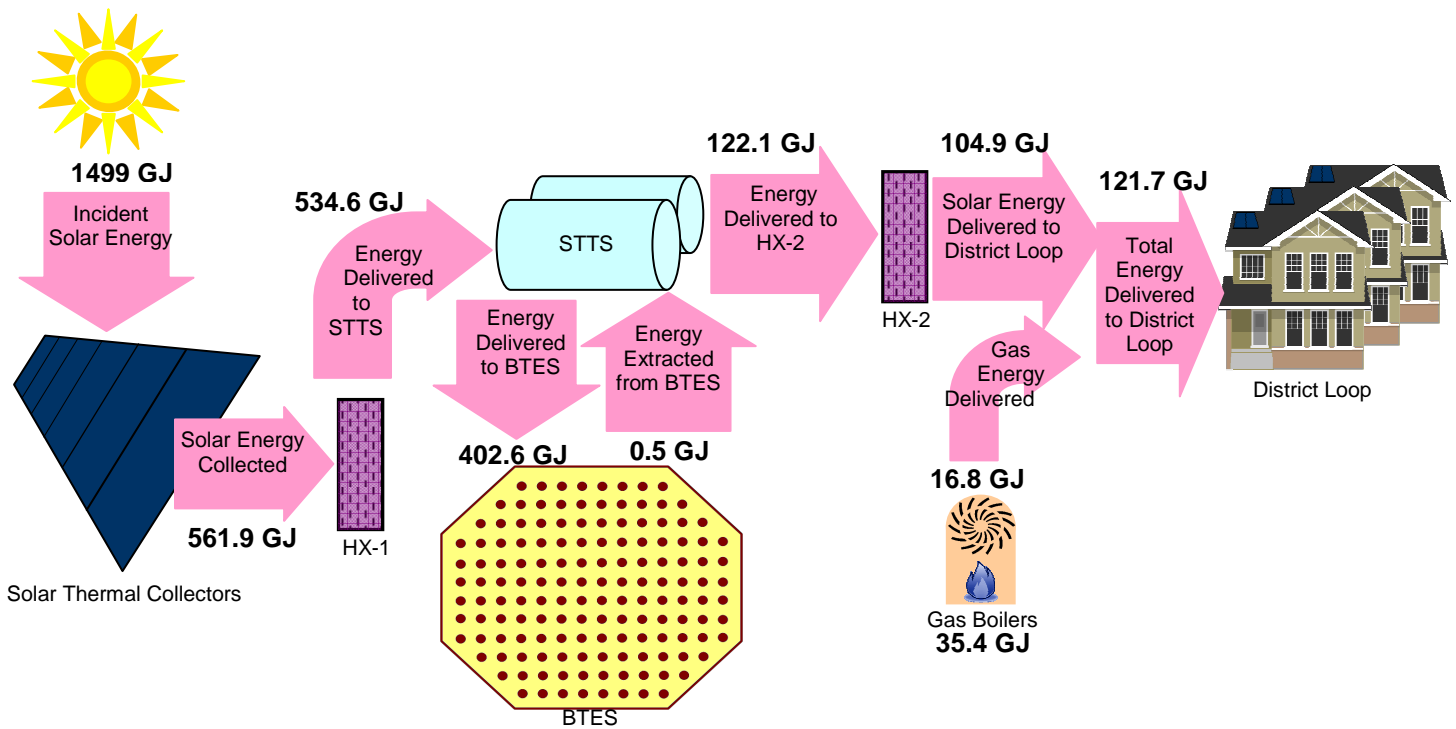 1499 GJ
Incident
Solar Energy
Solar Thermal Collectors
Solar Energy
Collected
561.9 GJ
HX-1
534.6 GJ
Energy
Delivered
to
STTS
STTS
Energy
Delivered
to BTES
402.6 GJ
Energy
Extracted
from BTES
0.5 GJ
BTES
122.1 GJ
Energy
Delivered to
HX-2
HX-2
104.9 GJ
Solar Energy
Delivered to
District Loop
Gas
Energy
Delivered
16.8 GJ
Gas Boilers
35.4 GJ
121.7 GJ
Total
Energy
Delivered
to District
Loop
District Loop